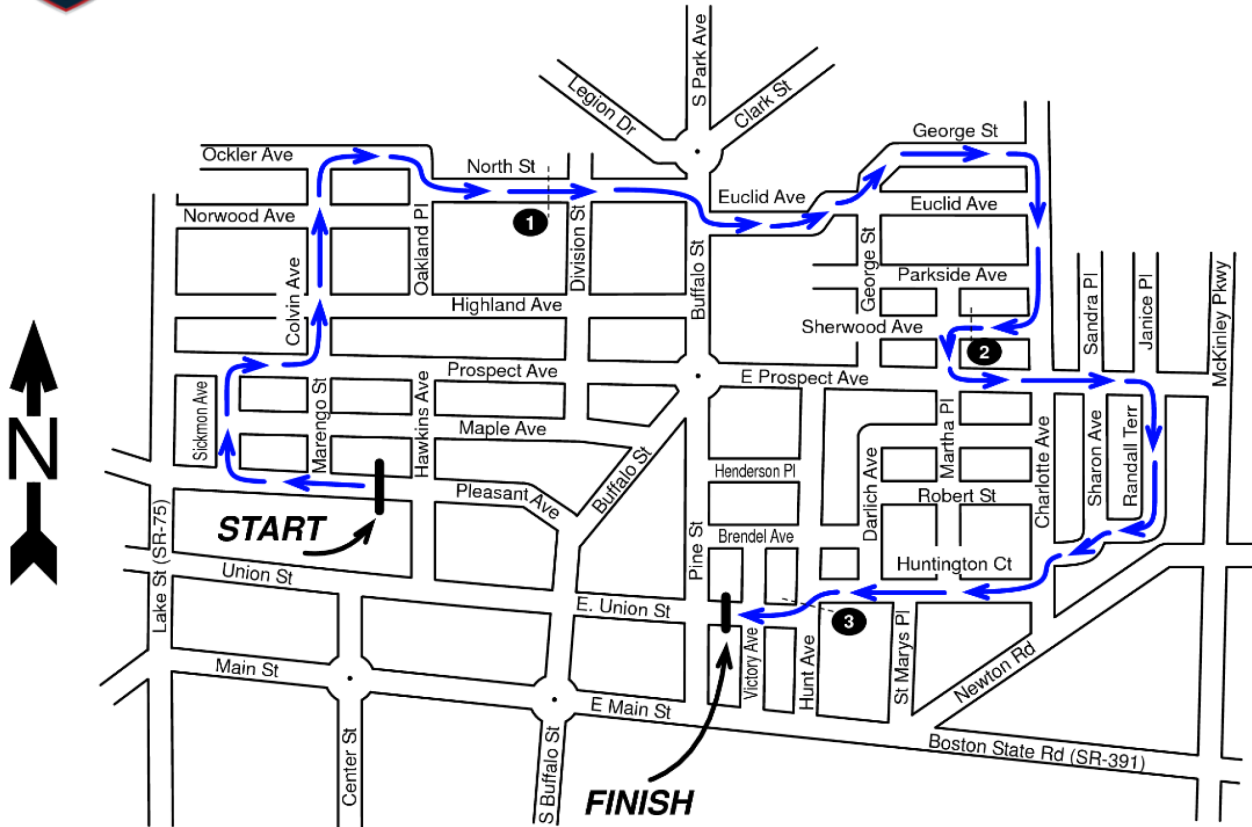 S Park Ave
Legion Dr
Clark St
George St
Ockler Ave
North St
Euclid Ave
Euclid Ave
Norwood Ave
Oakland Pl
1
Division St
Buffalo St
George St
Parkside Ave
Colvin Ave
Highland Ave
Sherwood Ave
2
Sandra Pl
Janice Pl
McKinley Pkwy
Prospect Ave
E Prospect Ave
Sickmon Ave
Marengo St
Hawkins Ave
Maple Ave
Martha Pl
Charlotte Ave
Sharon Ave
Randall Terr
N
Henderson Pl
Pleasant Ave
Buffalo St
Darlich Ave
Robert St
START
Lake St (SR-75)
Pine St
Brendel Ave
Huntington Ct
Union St
E. Union St
3
Victory Ave
Hunt Ave
St Marys Pl
Newton Rd
Main St
E Main St
Boston State Rd (SR-391)
Center St
S Buffalo St
FINISH